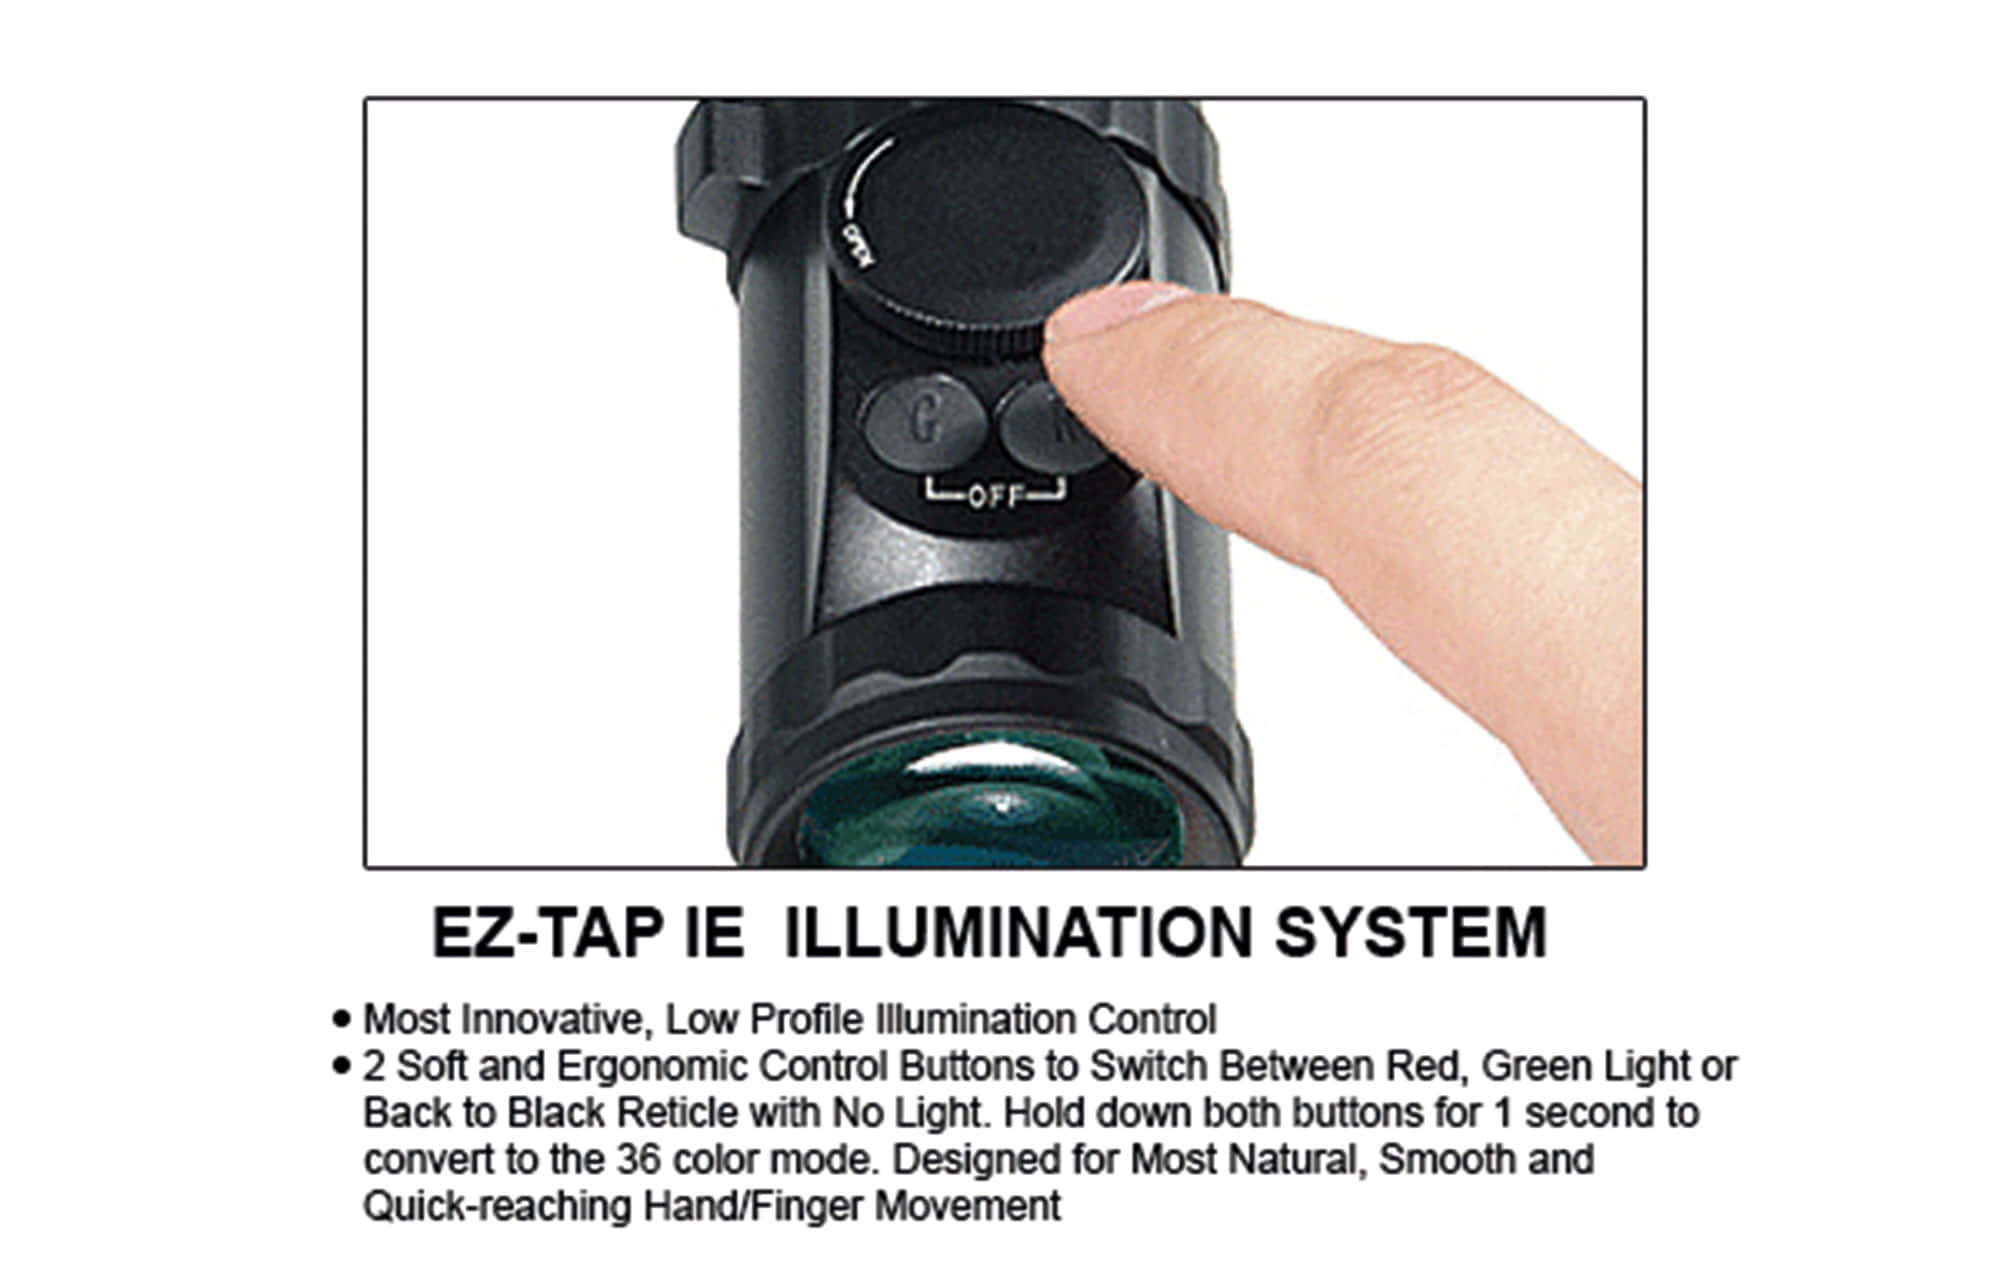 OPEN
G
OFF
EZ-TAP IE ILLUMINATION SYSTEM
• Most Innovative, Low Profile Illumination Control
• 2 Soft and Ergonomic Control Buttons to Switch Between Red, Green Light or
Back to Black Reticle with No Light. Hold down both buttons for 1 second to
convert to the 36 color mode. Designed for Most Natural, Smooth and
Quick-reaching Hand/Finger Movement